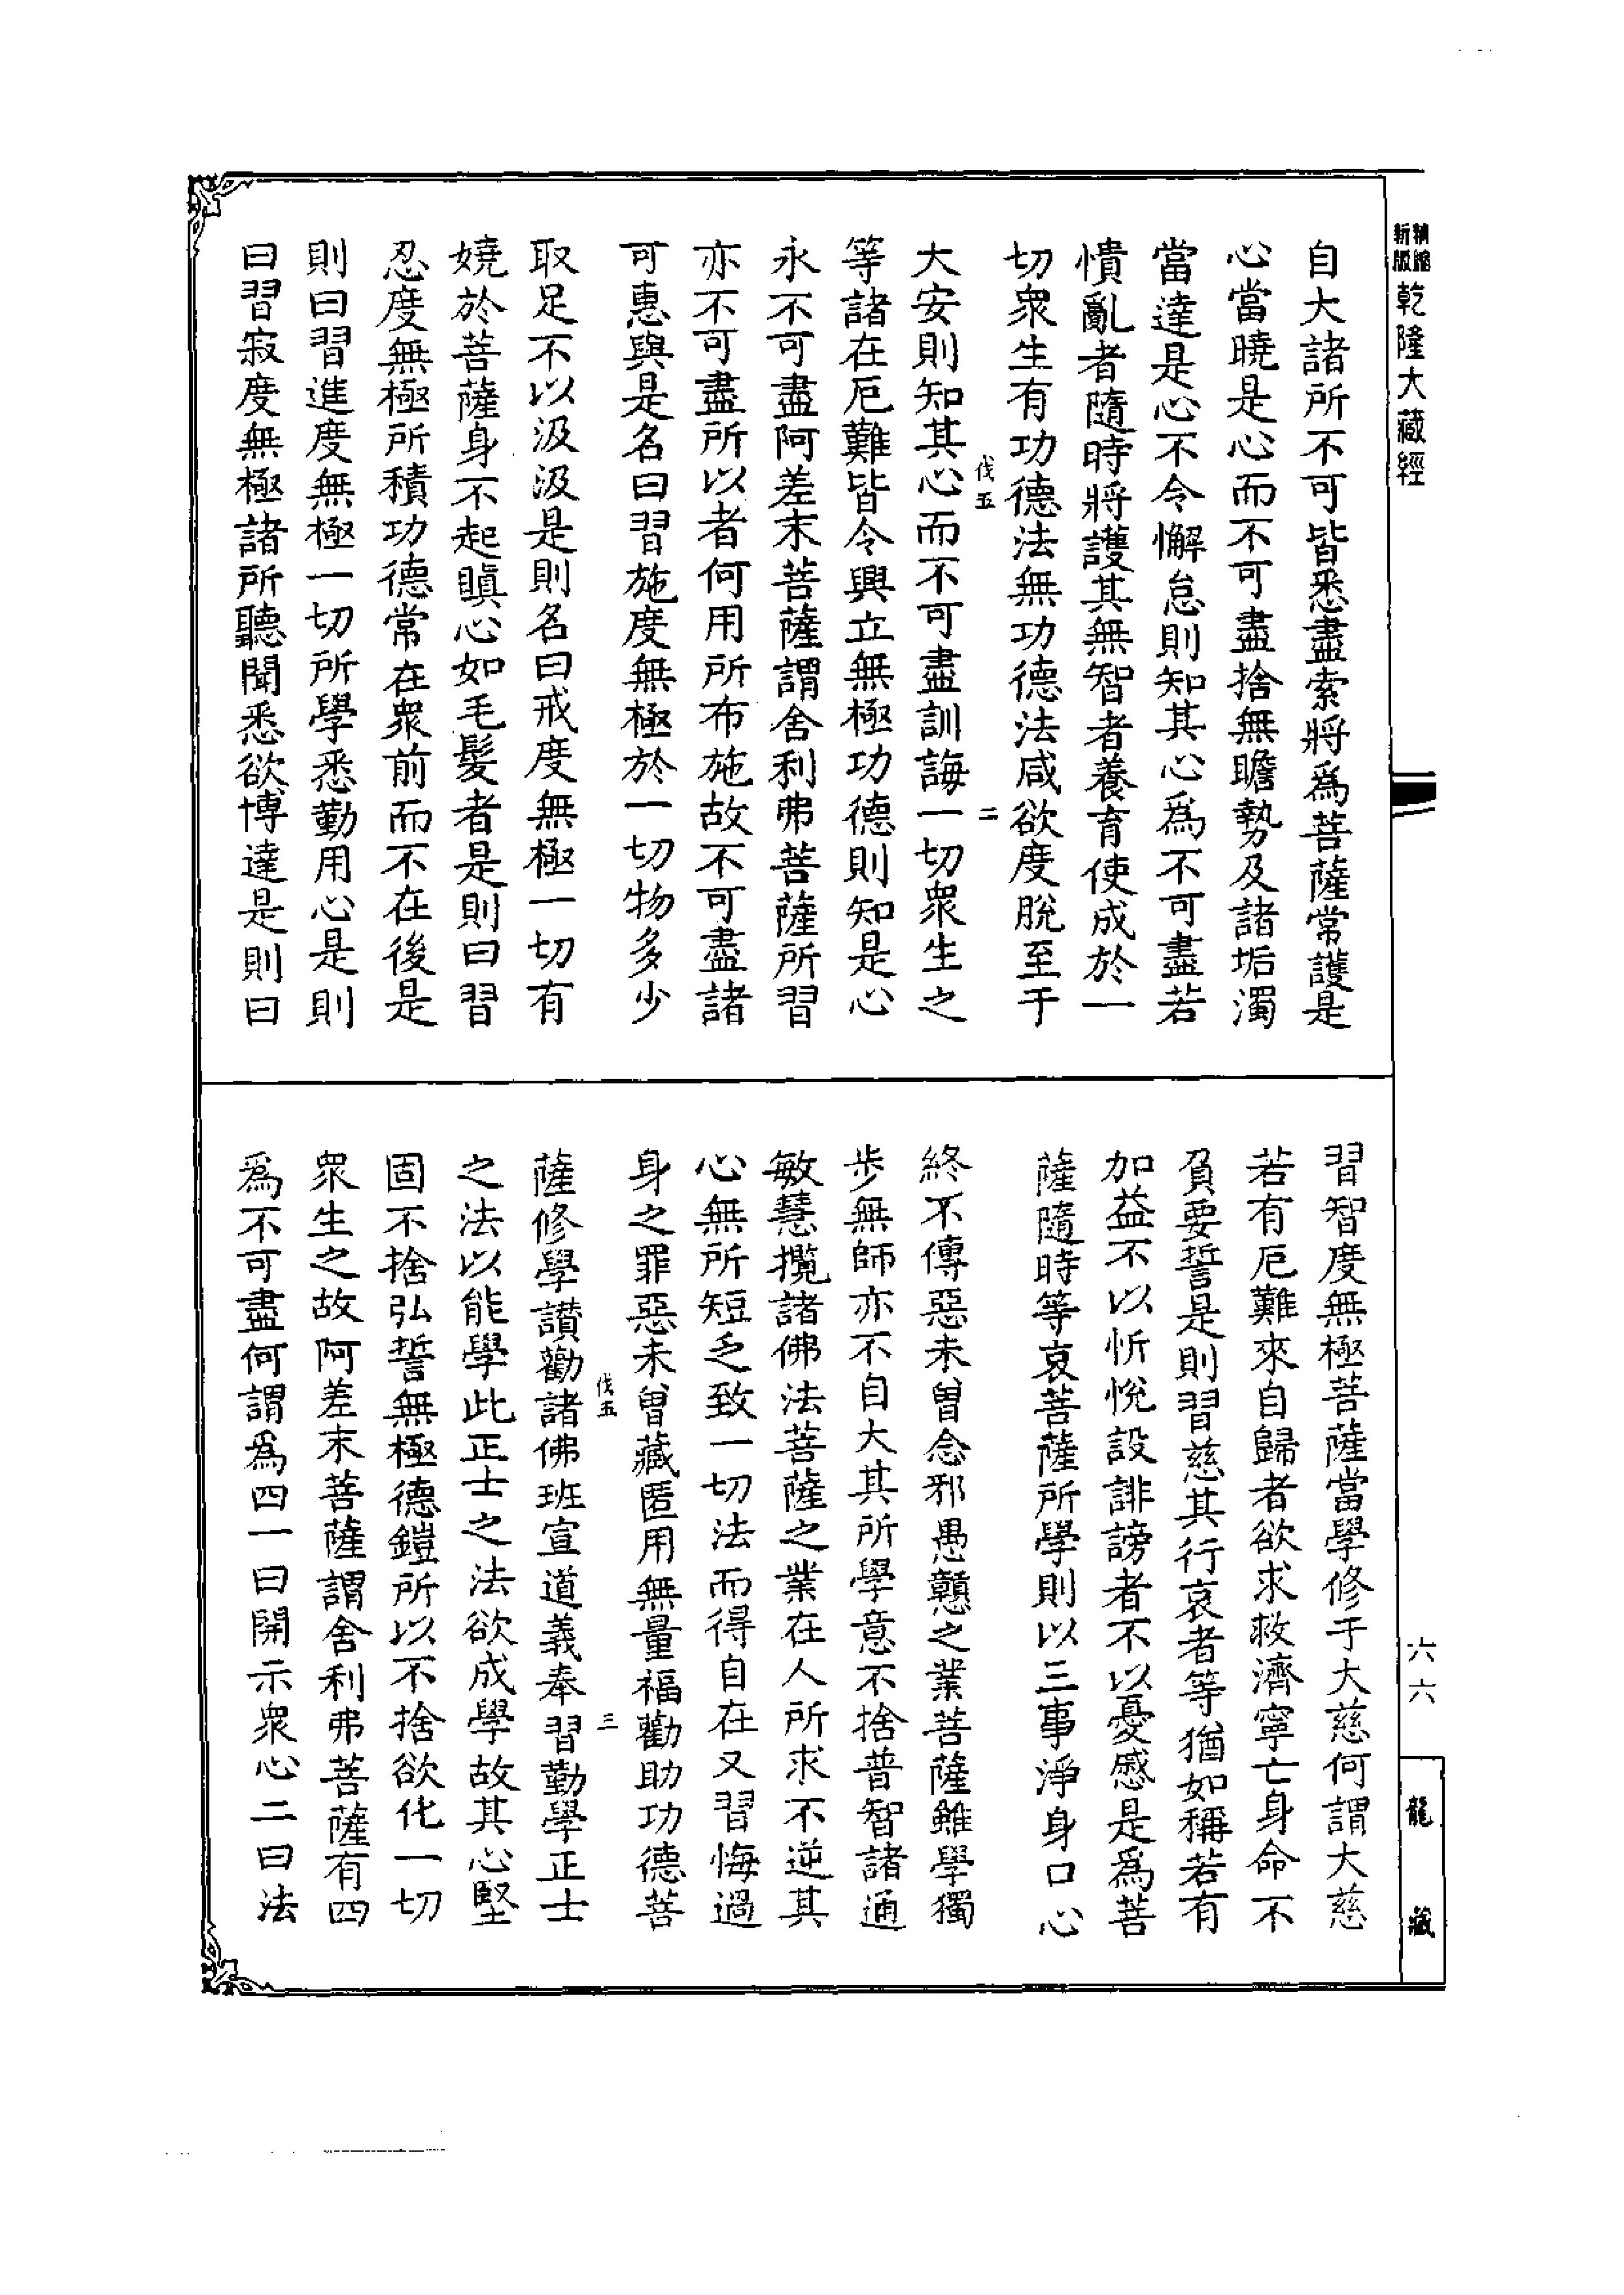 精縮
新版
乾隆大藏經
自大諸所不可皆悉盡索將爲菩薩常護是
心當曉是心而不可盡捨無瞻勢及諸垢濁
當達是心不令懈怠則知其心爲不可盡若
憒亂者隨時將護其無智者養育使成於一
切衆生有功德法無功德法咸欲度脫至于
伐五
二
大安則知其心而不可盡訓誨一切衆生之
等諸在厄難皆令興立無極功德則知是心
永不可盡阿差末菩薩謂舍利弗菩薩所習
亦不可盡所以者何用所布施故不可盡諸
可惠與是名曰習施度無極於一切物多少
取足不以汲汲是則名曰戒度無極一切有
嬈於菩薩身不起瞋心如毛髮者是則曰習
忍度無極所積功德常在衆前而不在後是
則曰習進度無極一切所學悉勤用心是則
曰習寂度無極諸所聽聞悉欲博達是則曰
習智度無極菩薩當學修于大慈何謂大慈
若有厄難來自歸者欲求救濟寧亡身命不
負要誓是則習慈其行哀者等猶如稱若有
加益不以忻悅設誹謗者不以憂慼是爲菩
薩隨時等哀菩薩所學則以三事淨身口心
終不傳惡未曾念邪愚戇之業菩薩雖學獨
步無師亦不自大其所學意不捨普智諸通
敏慧攬諸佛法菩薩之業在人所求不逆其
心無所短乏致一切法而得自在又習悔過
身之罪惡未曾藏匿用無量福勸助功德菩
伐五
三
薩修學讃勸諸佛班宣道義奉習勤學正士
之法以能學此正士之法欲成學故其心堅
固不捨弘誓無極德鎧所以不捨欲化一切
衆生之故阿差末菩薩謂舍利弗菩薩有四
爲不可盡何謂爲四一曰開示衆心二曰法
六六
龍藏